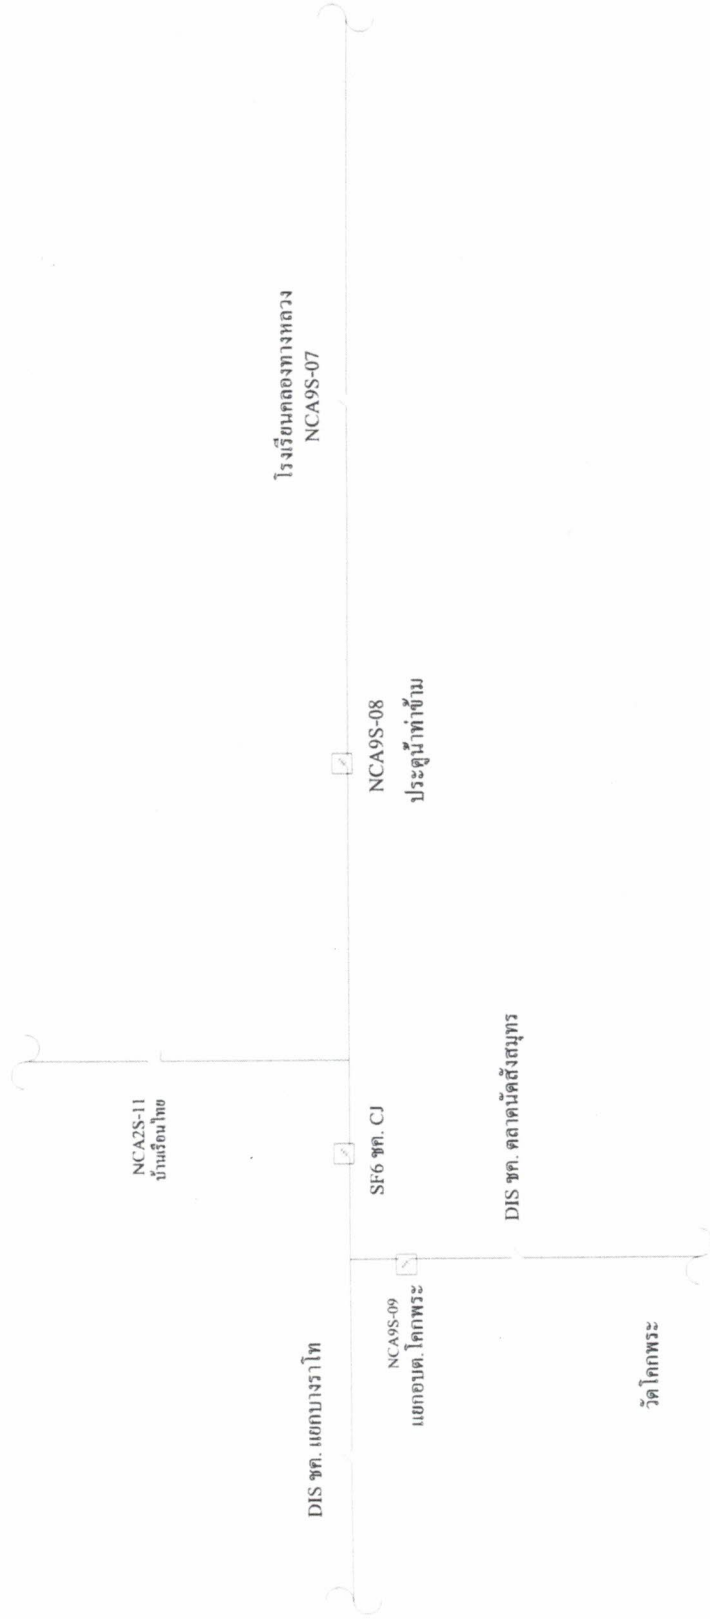 โรงเรียนคลองทางหลวง
NCA9S-07
NCA9S-08
ประตูน้ำท่าข้าม
NCA2S-11
บ้านเรือนไทย
SF6 ชค. CJ
DIS ชค. ตลาดนัดสังสมุทร
DIS ชค. แยกบางราโท
NCA9S-09
แยกอบต.โคกพระ
วัดโคกพระ